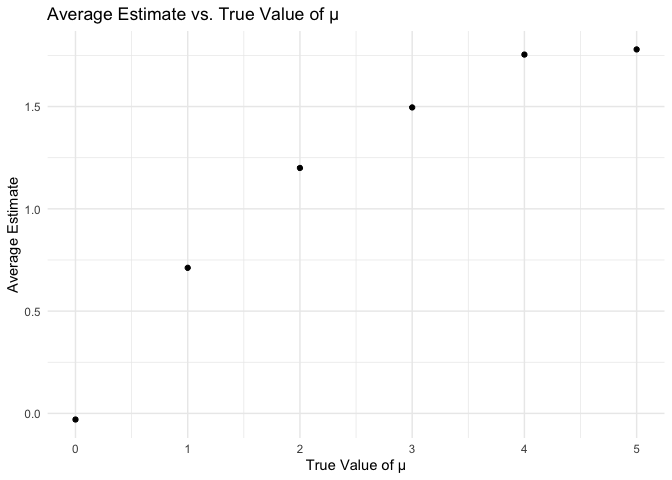 Average Estimate vs. True Value of μ
Average Estimate
1.5
1.0
0.5
0.0
0 1 2 3 4 5
True Value of μ